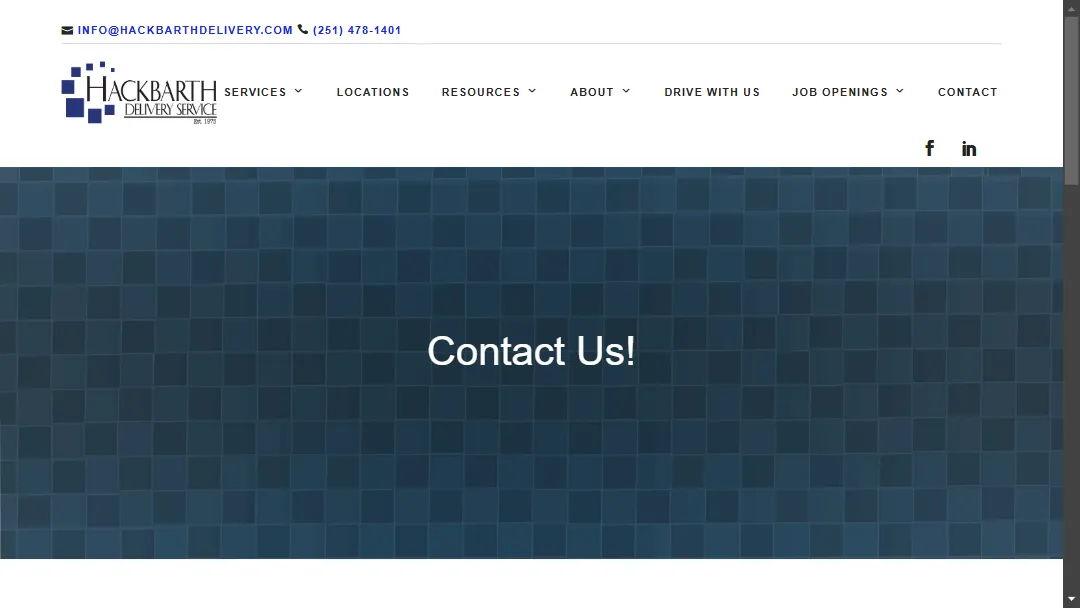 INFO@HACKBARTHDELIVERY.COM (251) 478-1401
HACKBARTH
DELIVERY SERVICE
Est. 1975
SERVICES LOCATIONS RESOURCES ABOUT DRIVE WITH US JOB OPENINGS CONTACT
Contact Us!